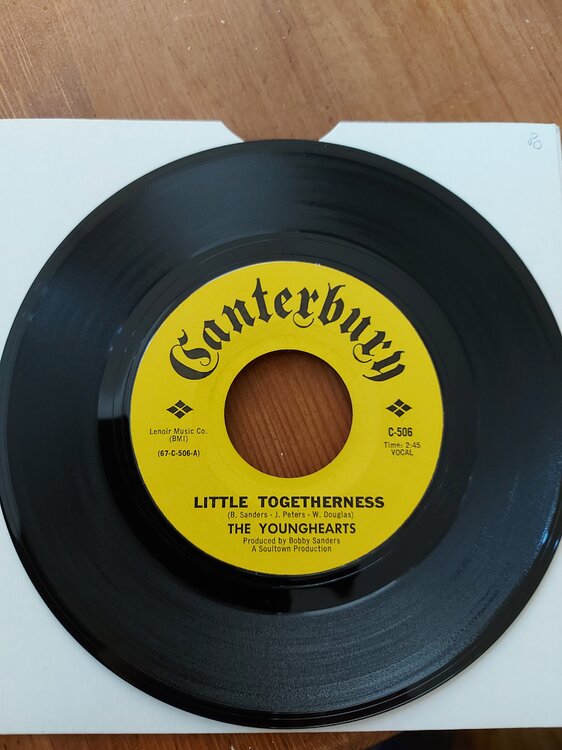 80
Canterbury
Lenoir Music Co.
(BMI)
(67-C-506-A)
C-506
Time: 2:45
VOCAL
LITTLE TOGETHERNESS
(B. Sanders - J. Peters - W. Douglas)
THE YOUNGHEARTS
Produced by Bobby Sanders
A Soultown Production